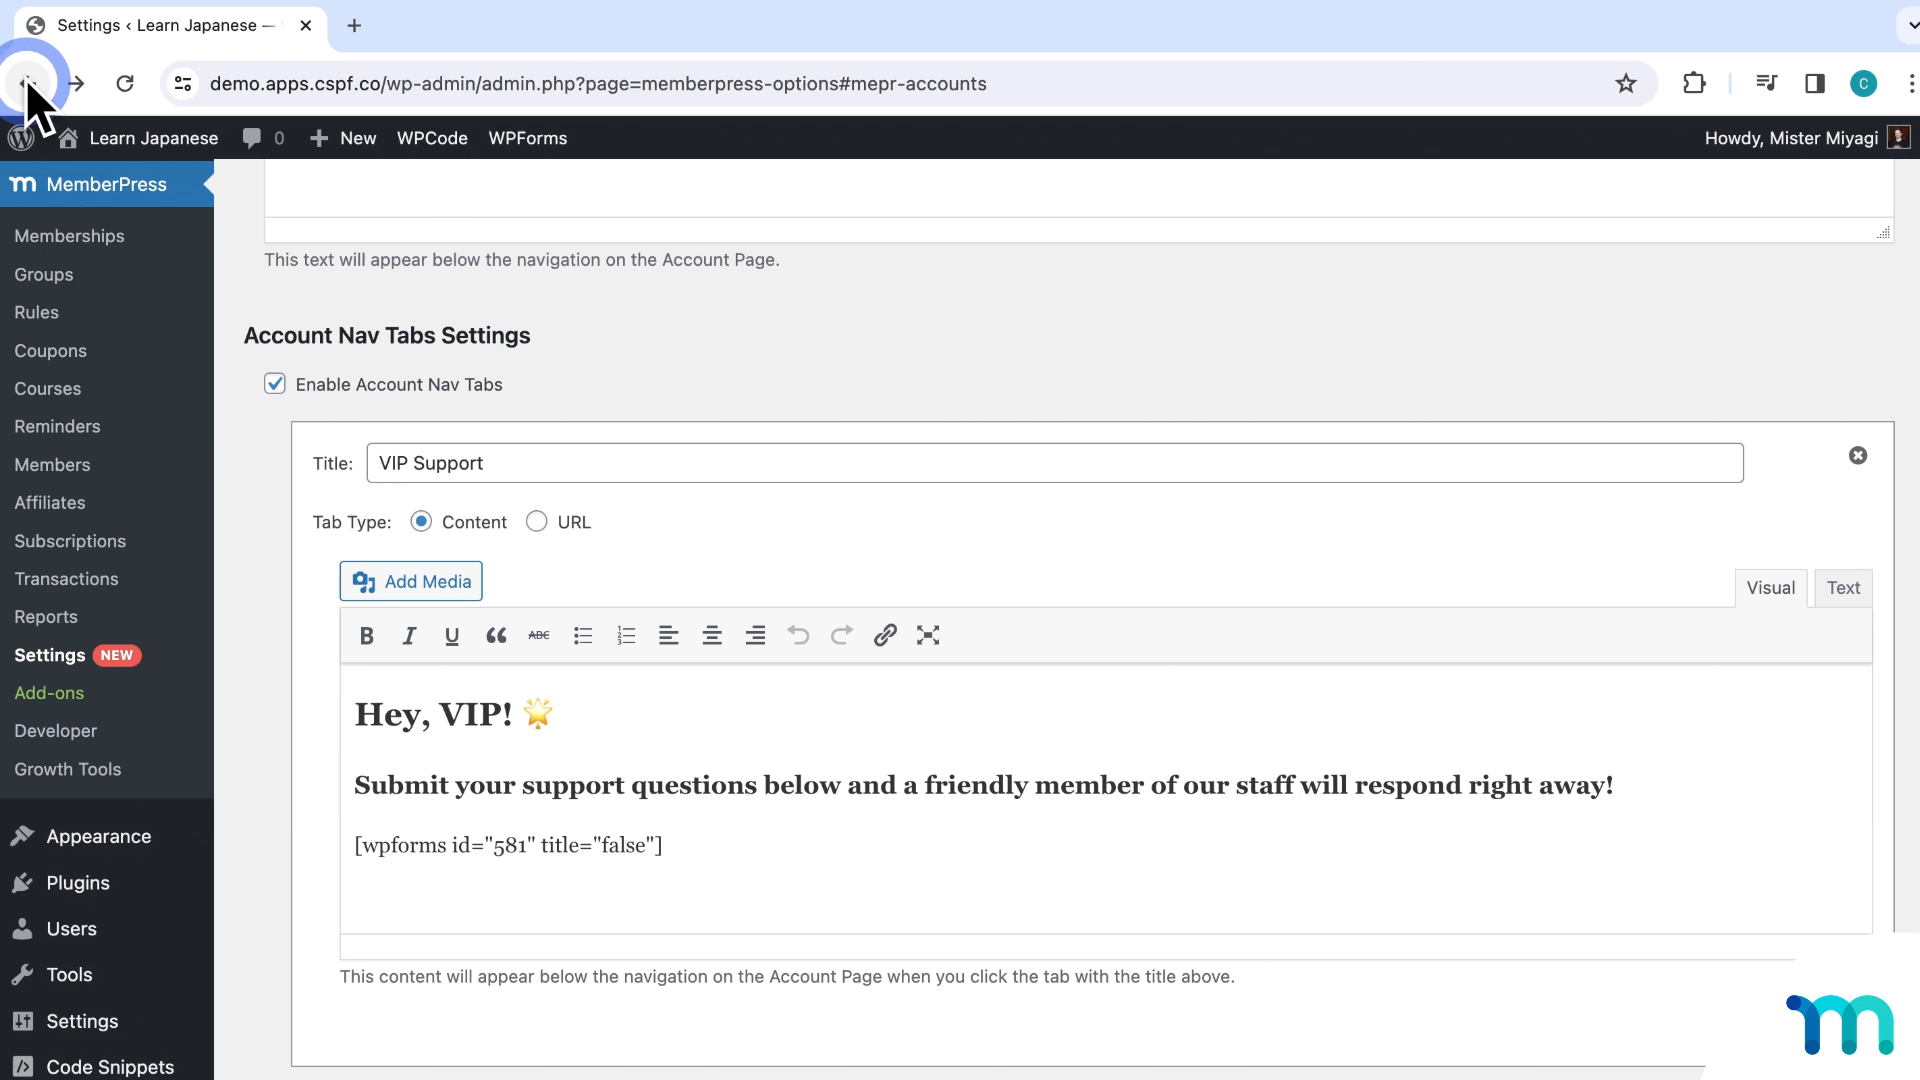 Settings ‹ Learn Japanese —
demo.apps.cspf.co/wp-admin/admin.php?page=memberpress-options#mepr-accounts
C
Learn Japanese 0 New WPCode WPForms Howdy, Mister Miyagi
MemberPress
Memberships
Groups
Rules
Coupons
Courses
Reminders
Members
Affiliates
Subscriptions
Transactions
Reports
Settings NEW
Add-ons
Developer
Growth Tools
Appearance
Plugins
Users
Tools
Settings
Code Snippets
This text will appear below the navigation on the Account Page.
Account Nav Tabs Settings
Enable Account Nav Tabs
Title: VIP Support
Tab Type: Content URL
Add Media
Visual Text
B I U ABC
Hey, VIP! 🌟
Submit your support questions below and a friendly member of our staff will respond right away!
[wpforms id="581" title="false"]
This content will appear below the navigation on the Account Page when you click the tab with the title above.
m